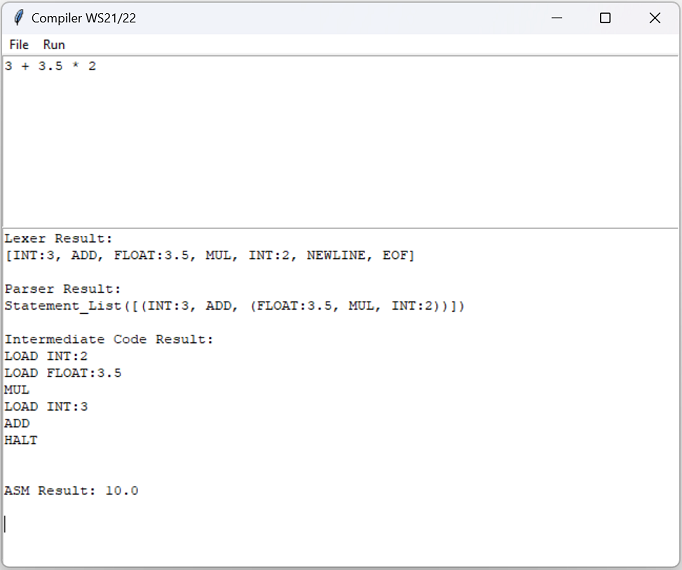 Compiler WS21/22
File Run
3 + 3.5 * 2
Lexer Result:
[INT:3, ADD, FLOAT:3.5, MUL, INT:2, NEWLINE, EOF]
Parser Result:
Statement_List([(INT:3, ADD, (FLOAT:3.5, MUL, INT:2))])
Intermediate Code Result:
LOAD INT:2
LOAD FLOAT:3.5
MUL
LOAD INT:3
ADD
HALT
ASM Result: 10.0